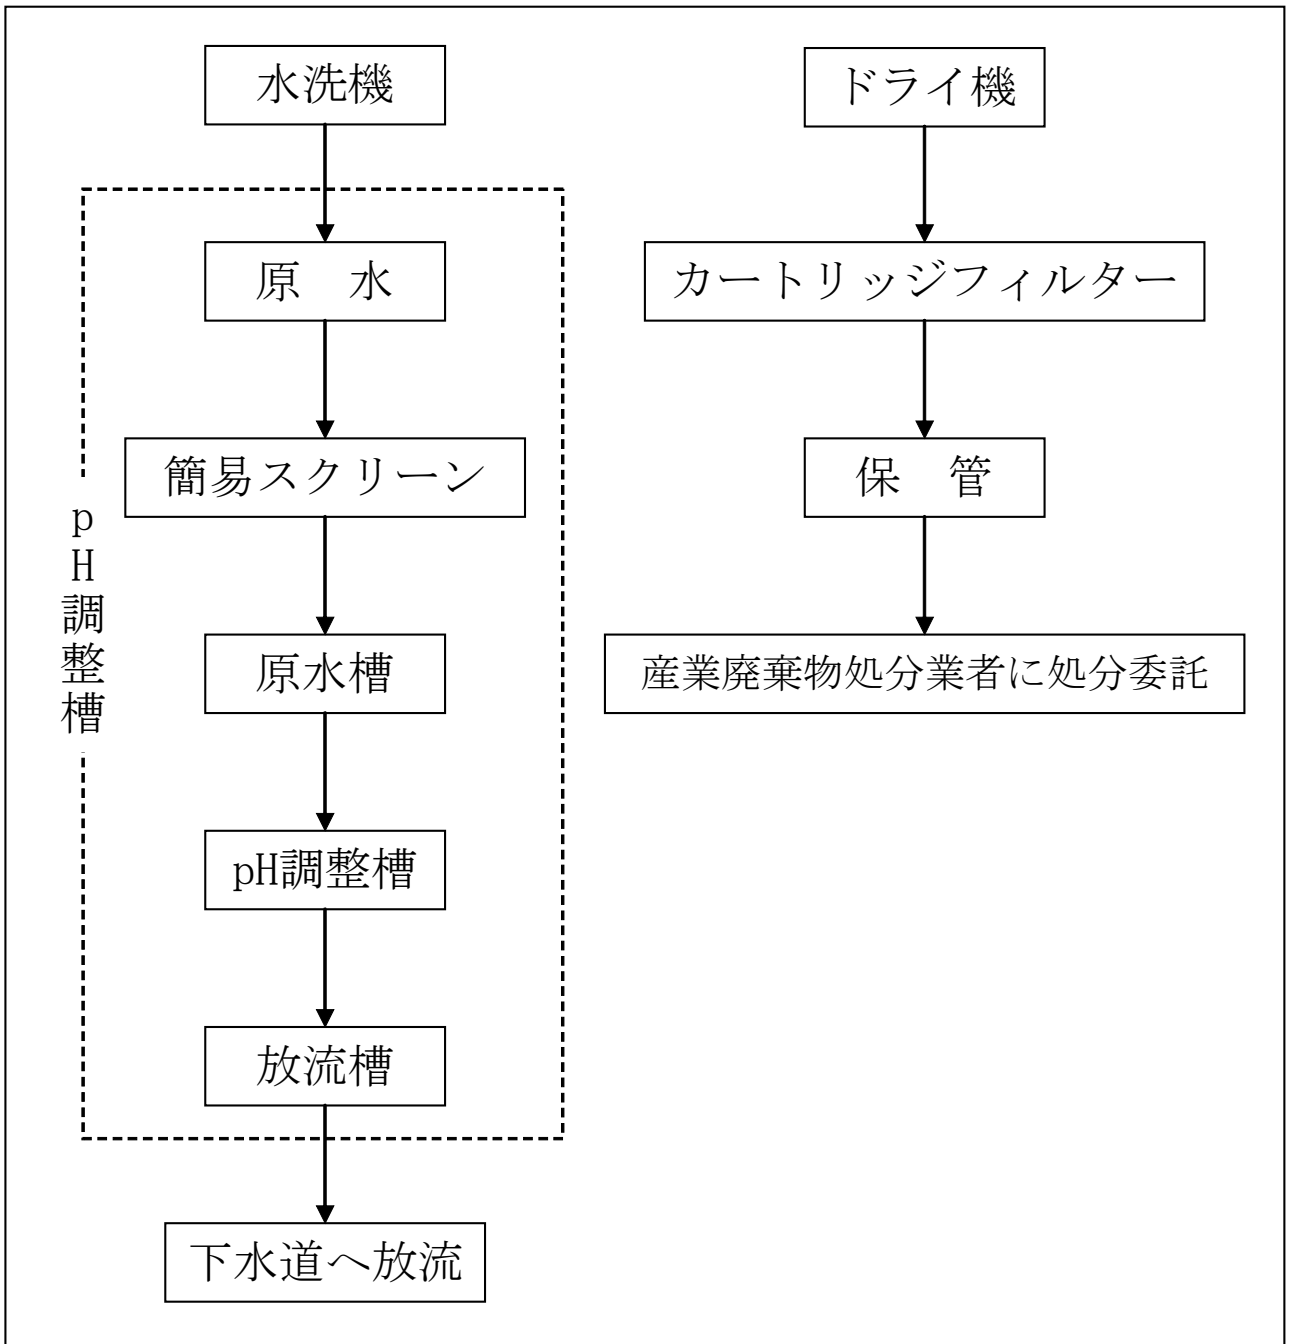 水洗機
原　水
簡易スクリーン
原水槽
pH調整槽
放流槽
下水道へ放流
pH調整槽
ドライ機
カートリッジフィルター
保　管
産業廃棄物処分業者に処分委託